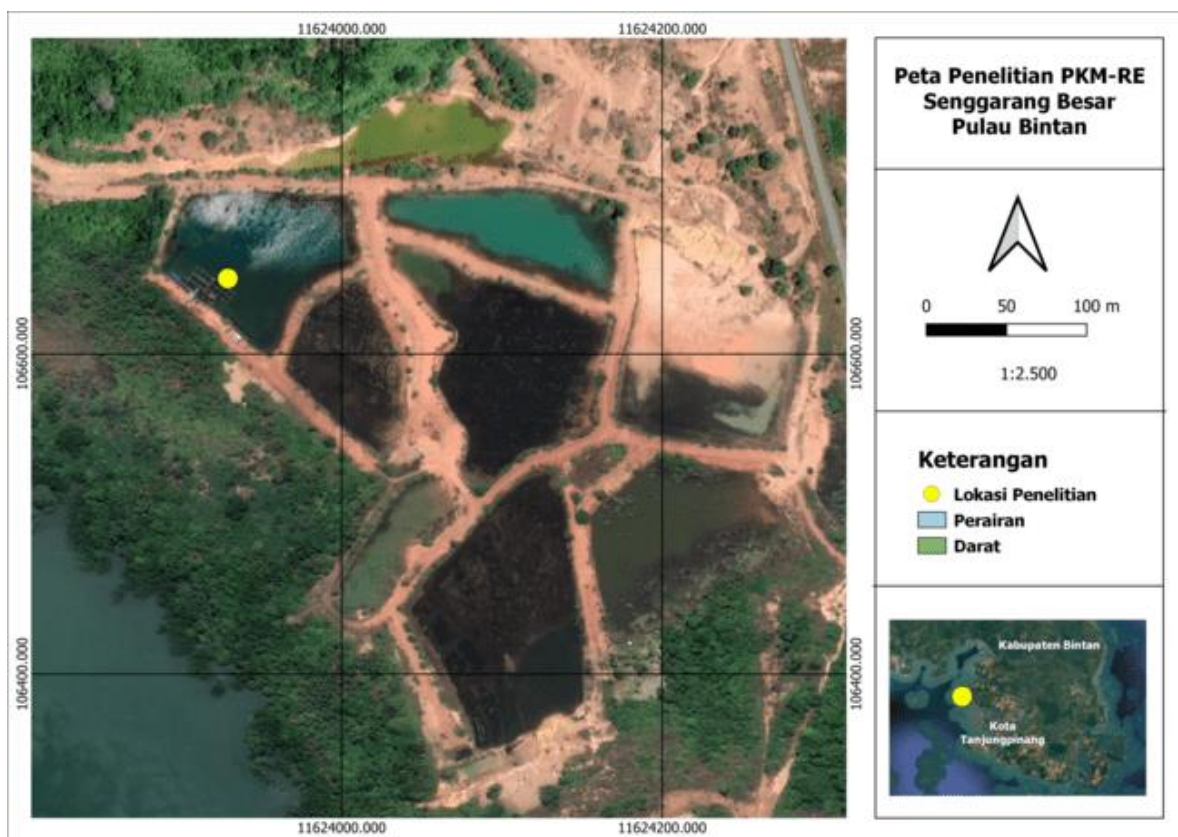 11624000.000
11624200.000
106600.000
106600.000
106400.000
106400.000
11624000.000
11624200.000
Peta Penelitian PKM-RE
Senggarang Besar
Pulau Bintan
0
50
100 m
1:2.500
Keterangan
Lokasi Penelitian
Perairan
Darat
Kabupaten Bintan
Kota
Tanjungpinang